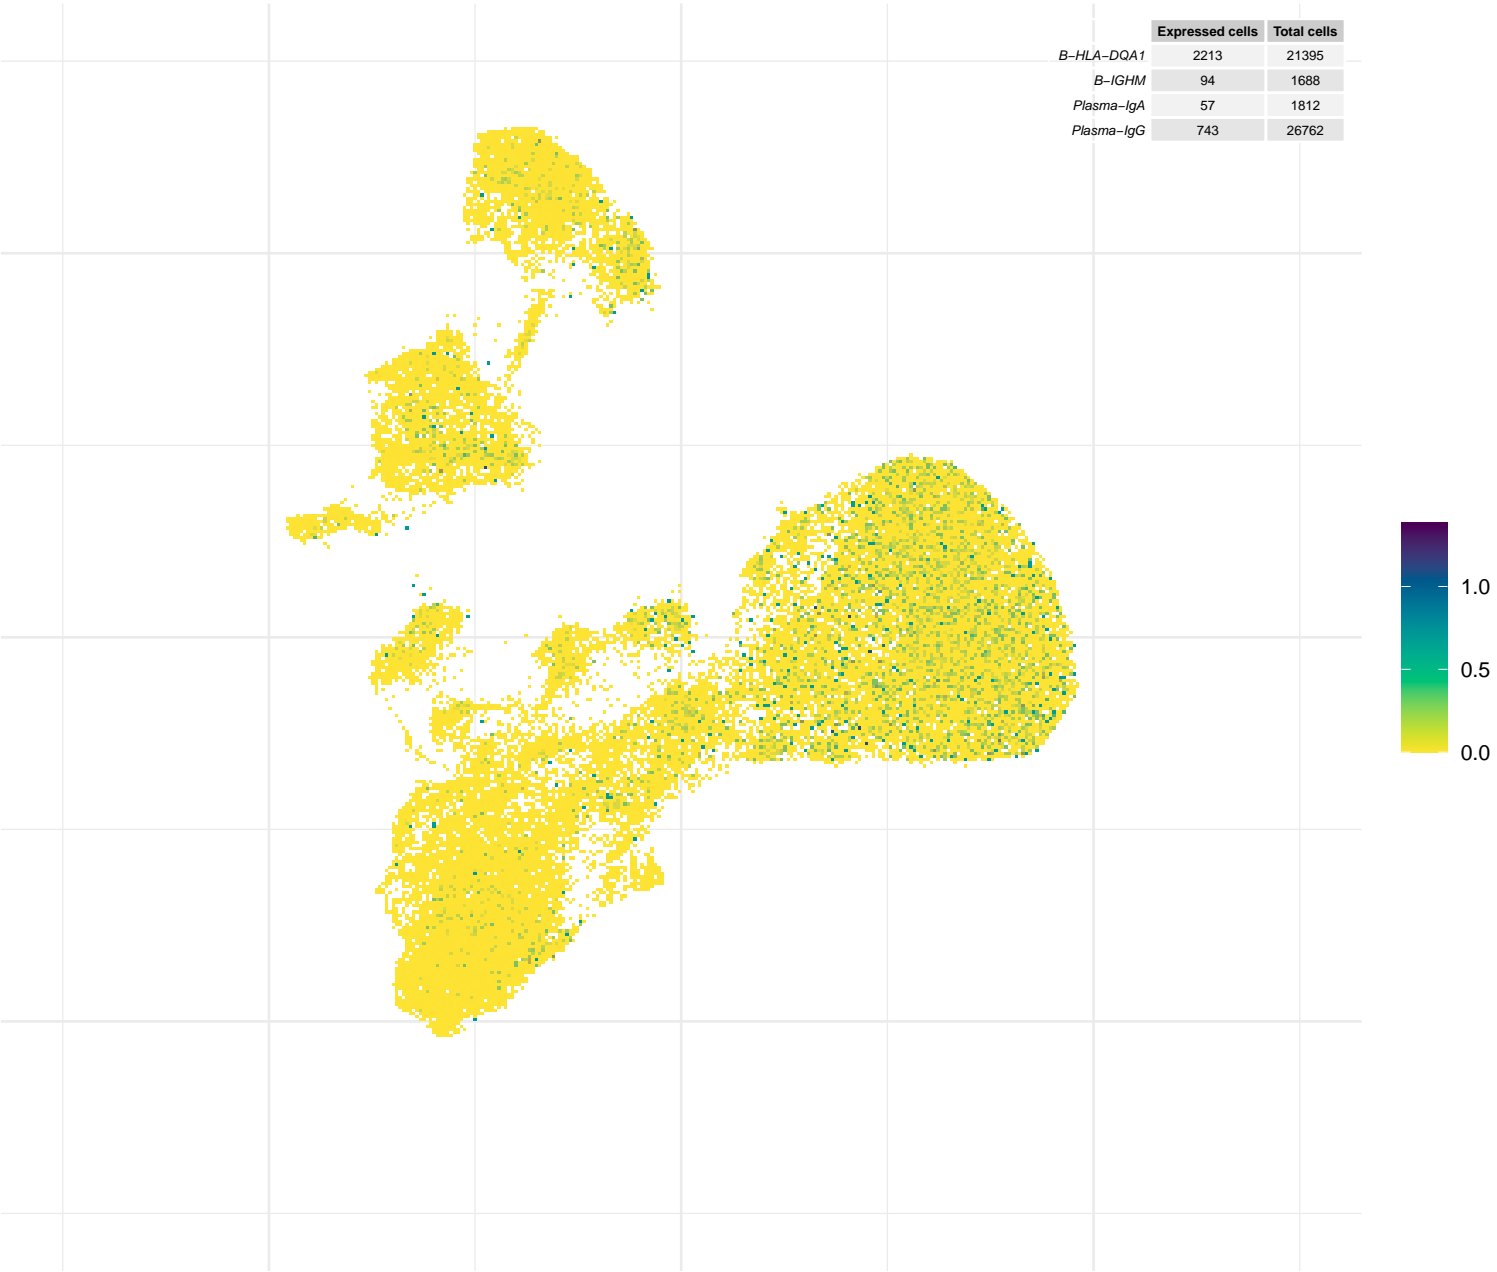 Expressed cells Total cells
B−HLA−DQA1 2213 21395
B−IGHM 94 1688
Plasma−IgA 57 1812
Plasma−IgG 743 26762
1.0
0.5
0.0